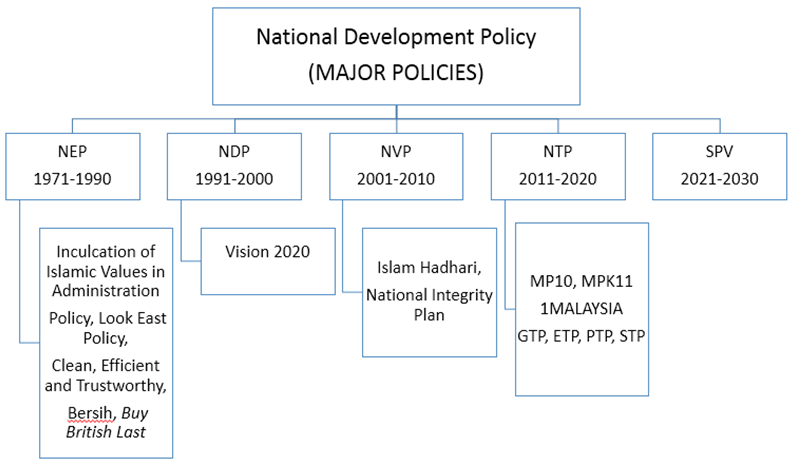 National Development Policy
(MAJOR POLICIES)
NEP
1971-1990
NDP
1991-2000
NVP
2001-2010
NTP
2011-2020
SPV
2021-2030
Inculcation of
Islamic Values in
Administration
Policy, Look East
Policy,
Clean, Efficient
and Trustworthy,
Bersih, Buy
British Last
Vision 2020
Islam Hadhari,
National Integrity
Plan
MP10, MPK11
1MALAYSIA
GTP, ETP, PTP, STP